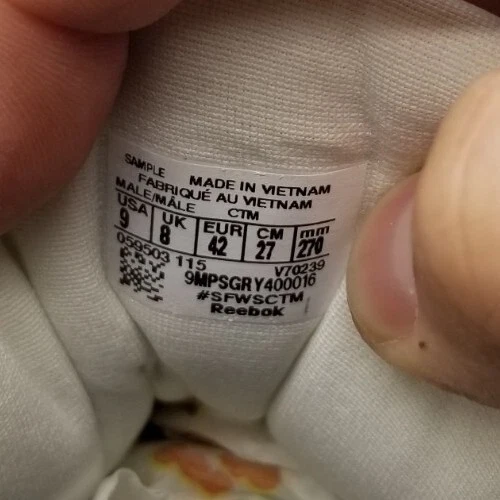 SAMPLE MADE IN VIETNAM
FABRIQUÉ AU VIETNAM
MALE/MÂLE CTM
USA UK EUR CM mm
9 8 42 27 270
059503 115 V70239
9MPSGRY400016
#SFWSCTM
Reebok